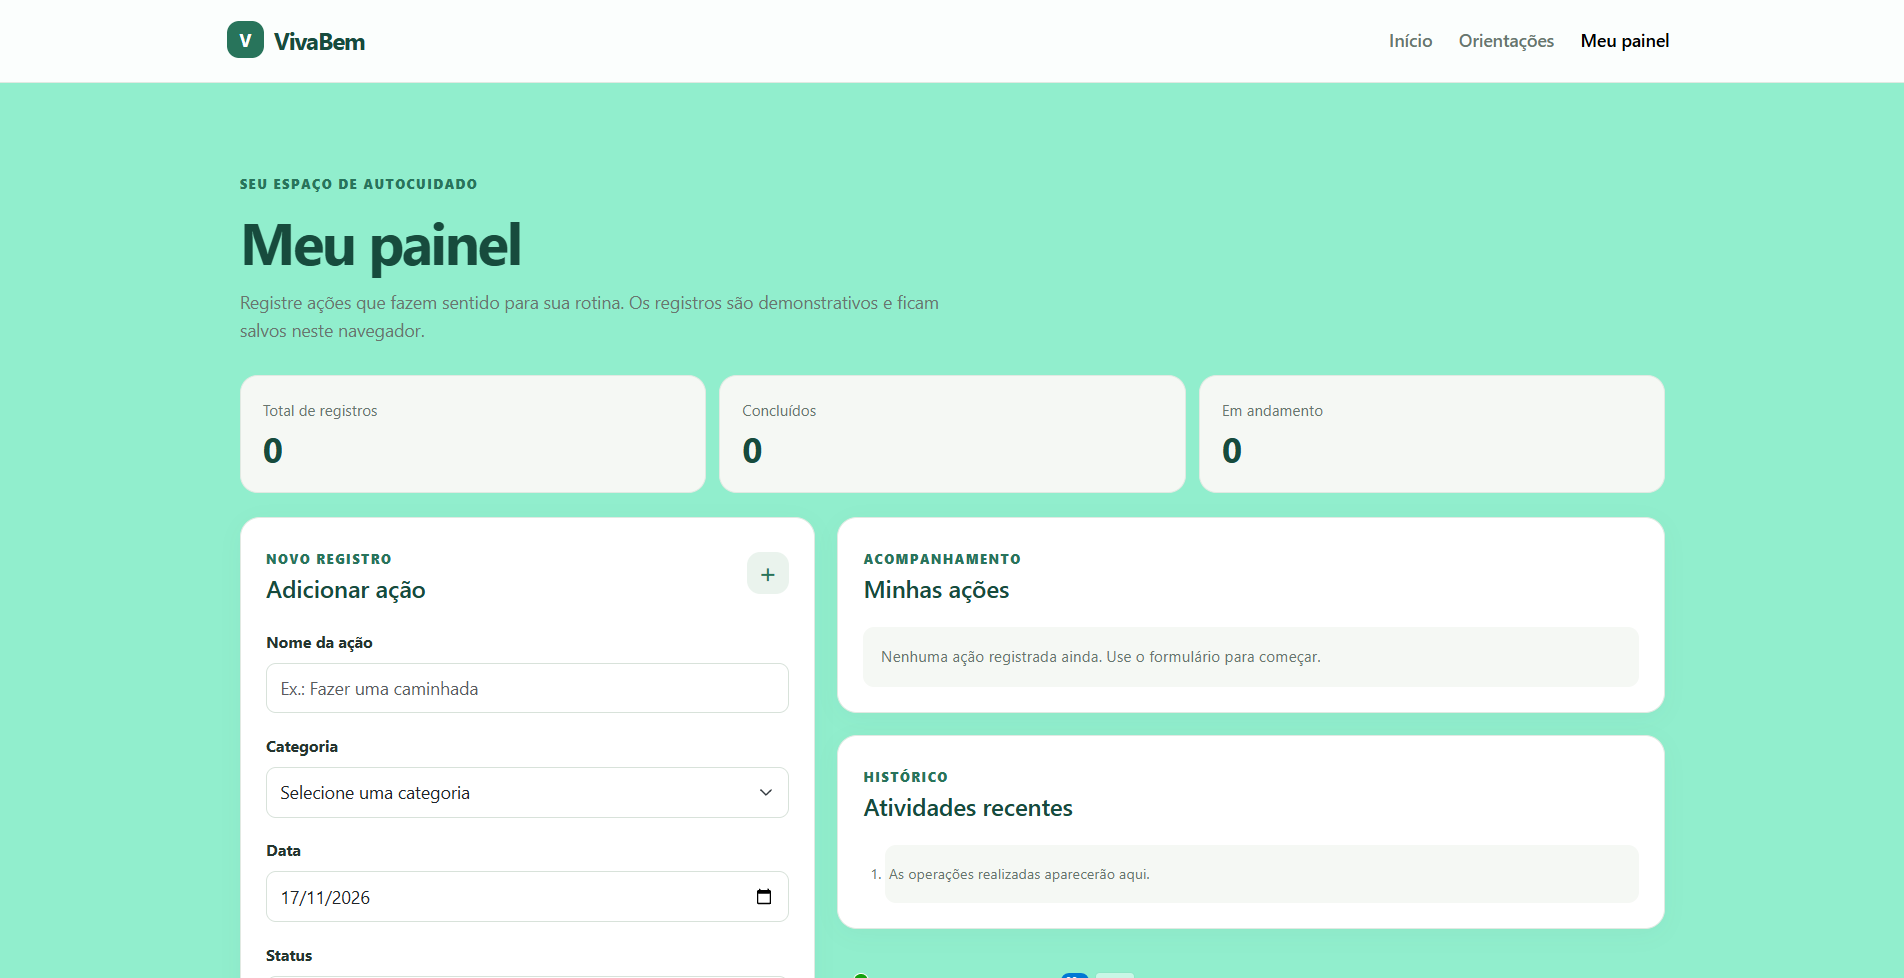 V VivaBem
Início Orientações Meu painel
SEU ESPAÇO DE AUTOCUIDADO
Meu painel
Registre ações que fazem sentido para sua rotina. Os registros são demonstrativos e ficam
salvos neste navegador.
Total de registros
0
Concluídos
0
Em andamento
0
NOVO REGISTRO
Adicionar ação
+
Nome da ação
Ex.: Fazer uma caminhada
Categoria
Selecione uma categoria
Data
17/11/2026
Status
ACOMPANHAMENTO
Minhas ações
Nenhuma ação registrada ainda. Use o formulário para começar.
HISTÓRICO
Atividades recentes
1. As operações realizadas aparecerão aqui.